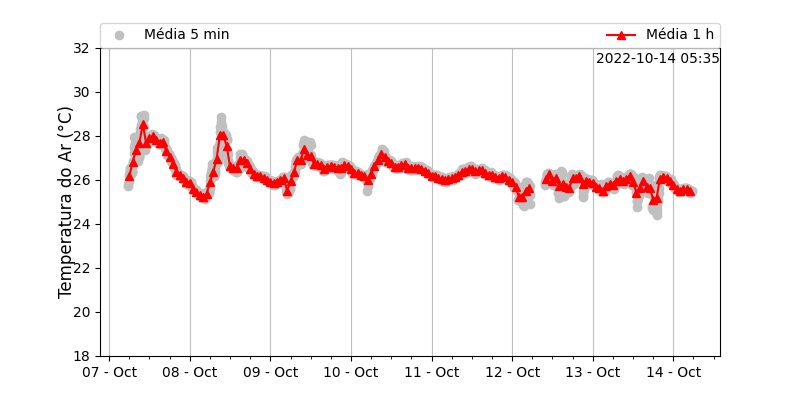 Média 5 min
Média 1 h
2022-10-14 05:35
Temperatura do Ar (°C)
32
30
28
26
24
22
20
18
07 - Oct
08 - Oct
09 - Oct
10 - Oct
11 - Oct
12 - Oct
13 - Oct
14 - Oct